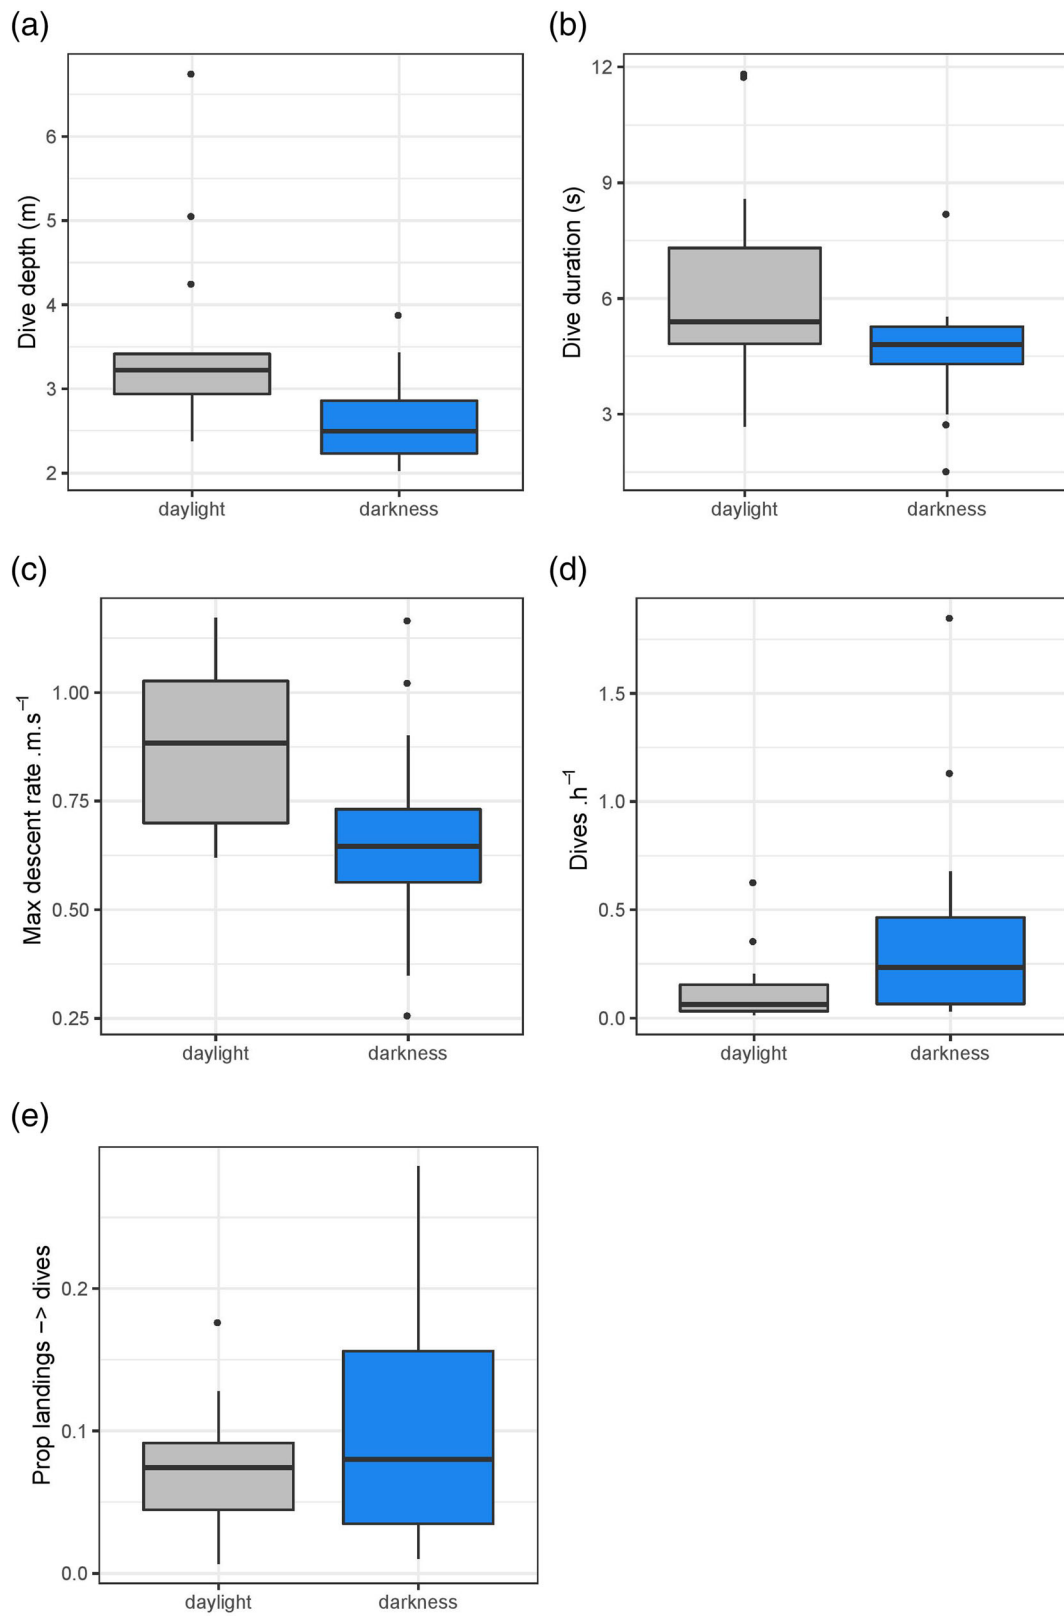 (a)
Dive depth (m)
6
5
4
3
2
daylight darkness
(b)
Dive duration (s)
12
9
6
3
daylight darkness
(c)
Max descent rate .m.s⁻¹
1.00
0.75
0.50
0.25
daylight darkness
(d)
Dives .h⁻¹
1.5
1.0
0.5
0.0
daylight darkness
(e)
Prop landings −> dives
0.2
0.1
0.0
daylight darkness